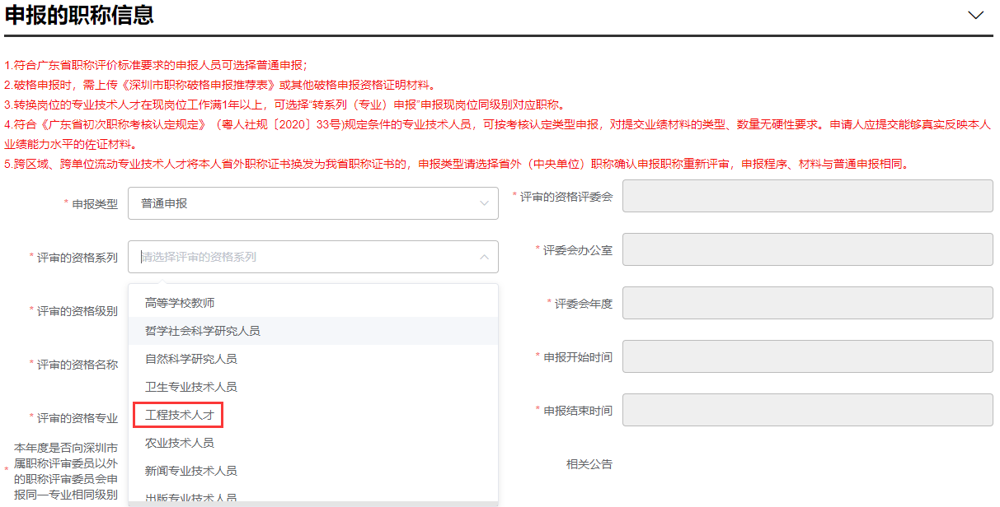 申报的职称信息
1.符合广东省职称评价标准要求的申报人员可选择普通申报；
2.破格申报时，需上传《深圳市职称破格申报推荐表》或其他破格申报资格证明材料。
3.转换岗位的专业技术人才在现岗位工作满1年以上，可选择“转系列（专业）申报”申报现岗位同级别对应职称。
4.符合《广东省初次职称考核认定规定》（粤人社规〔2020〕33号)规定条件的专业技术人员，可按考核认定类型申报，对提交业绩材料的类型、数量无硬性要求。申请人应提交能够真实反映本人
业绩能力水平的佐证材料。
5.跨区域、跨单位流动专业技术人才将本人省外职称证书换发为我省职称证书的，申报类型请选择省外（中央单位）职称确认申报职称重新评审，申报程序、材料与普通申报相同。
* 申报类型
普通申报
* 评审的资格评委会
* 评审的资格系列
请选择评审的资格系列
* 评委会办公室
高等学校教师
* 评审的资格级别
* 评委会年度
哲学社会科学研究人员
自然科学研究人员
* 评审的资格名称
* 申报开始时间
卫生专业技术人员
工程技术人才
* 评审的资格专业
* 申报结束时间
农业技术人员
新闻专业技术人员
出版专业技术人员
本年度是否向深圳市
属职称评审委员以外
* 的职称评审委员会申
报同一专业相同级别
相关公告